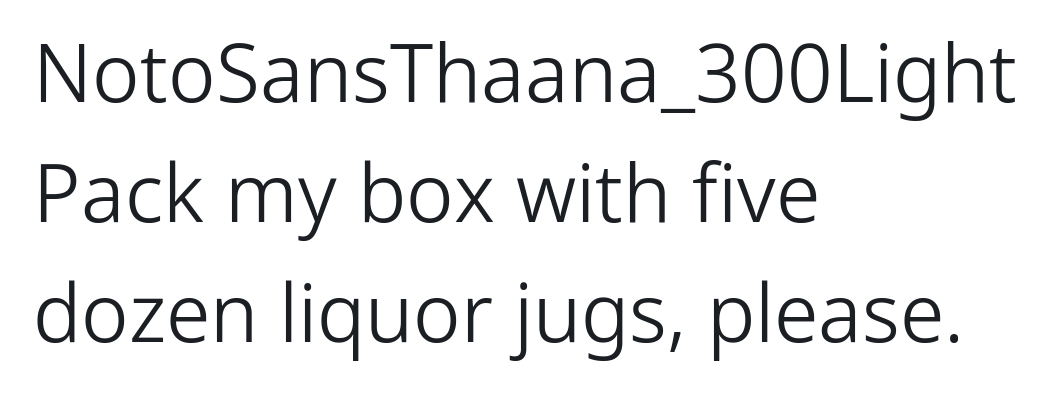 NotoSansThaana_300Light
Pack my box with five
dozen liquor jugs, please.